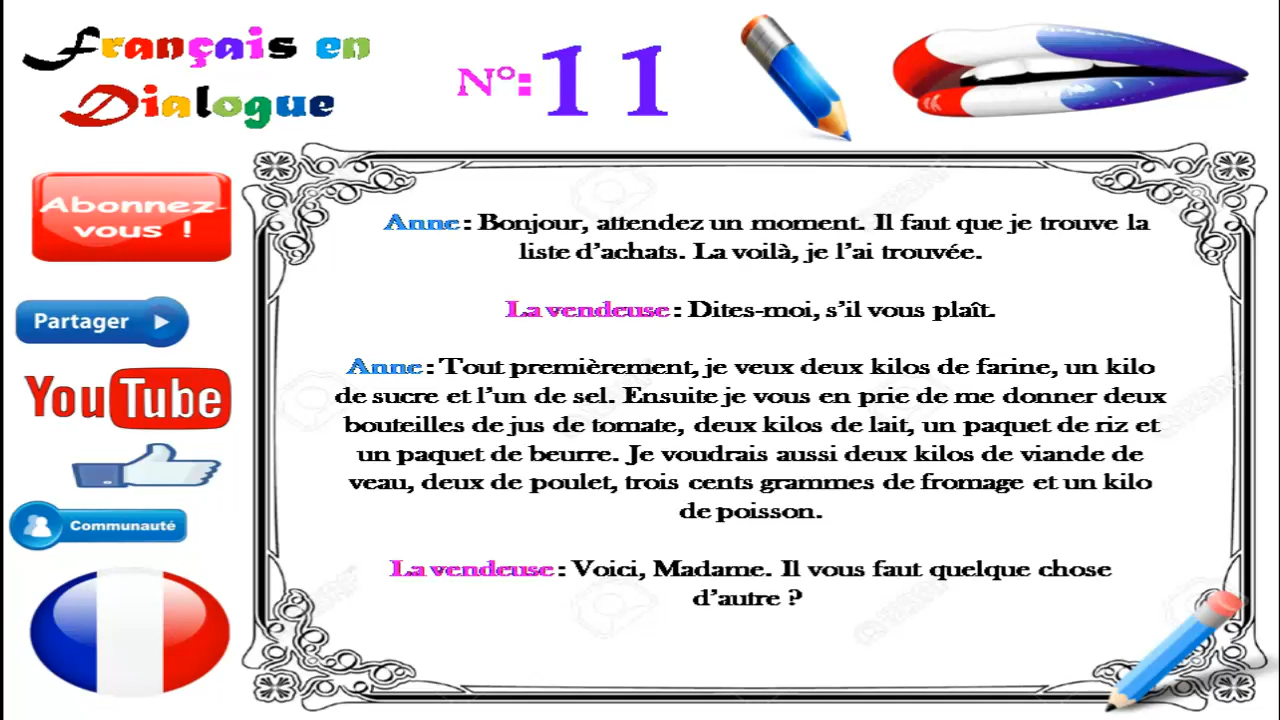 Français en
Dialogue
N°:11
Abonnez-
vous !
Partager
YouTube
Communauté
Anne : Bonjour, attendez un moment. Il faut que je trouve la
liste d'achats. La voilà, je l'ai trouvée.
La vendeuse : Dites-moi, s'il vous plaît.
Anne : Tout premièrement, je veux deux kilos de farine, un kilo
de sucre et l'un de sel. Ensuite je vous en prie de me donner deux
bouteilles de jus de tomate, deux kilos de lait, un paquet de riz et
un paquet de beurre. Je voudrais aussi deux kilos de viande de
veau, deux de poulet, trois cents grammes de fromage et un kilo
de poisson.
La vendeuse : Voici, Madame. Il vous faut quelque chose
d'autre ?